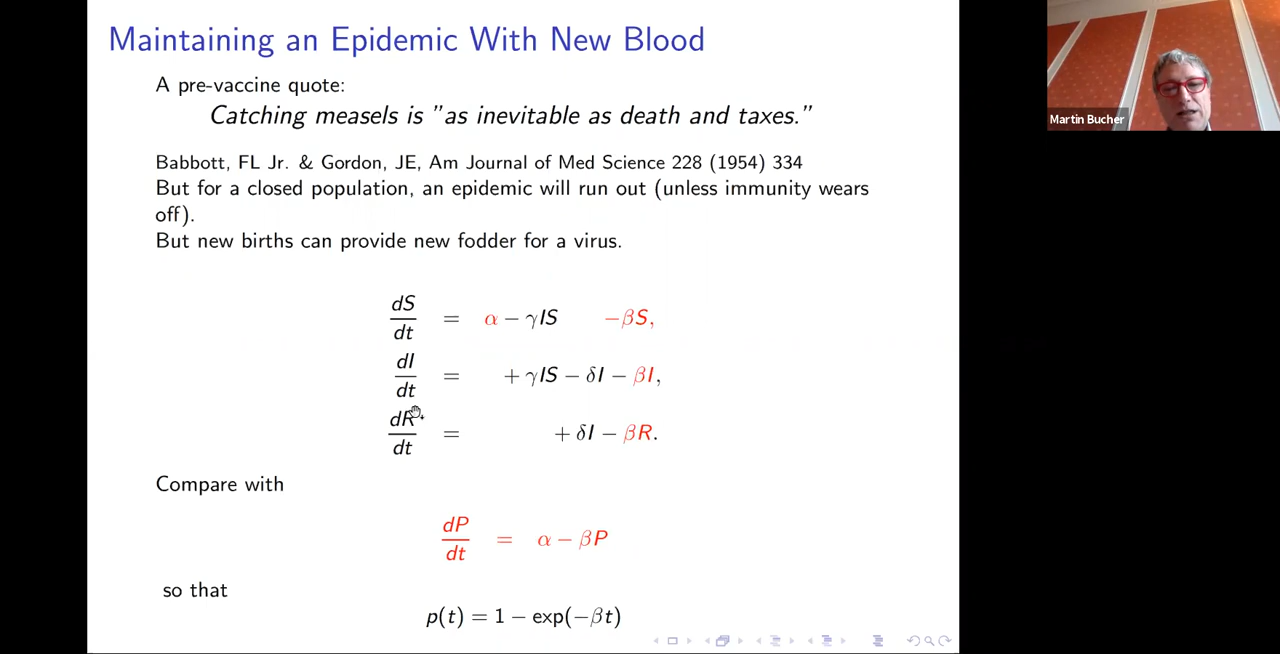 Maintaining an Epidemic With New Blood
A pre-vaccine quote:
Catching measels is "as inevitable as death and taxes."
Babbott, FL Jr. & Gordon, JE, Am Journal of Med Science 228 (1954) 334
But for a closed population, an epidemic will run out (unless immunity wears
off).
But new births can provide new fodder for a virus.
dS/dt = α − γIS −βS,
dI/dt = + γIS − δI − βI,
dR/dt = + δI − βR.
Compare with
dP/dt = α − βP
so that
p(t) = 1 − exp(−βt)
Martin Bucher